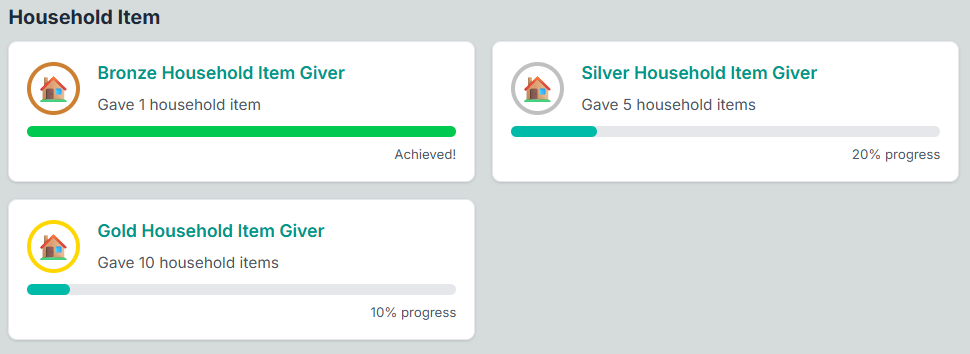 Household Item
Bronze Household Item Giver
Gave 1 household item
Achieved!
Silver Household Item Giver
Gave 5 household items
20% progress
Gold Household Item Giver
Gave 10 household items
10% progress